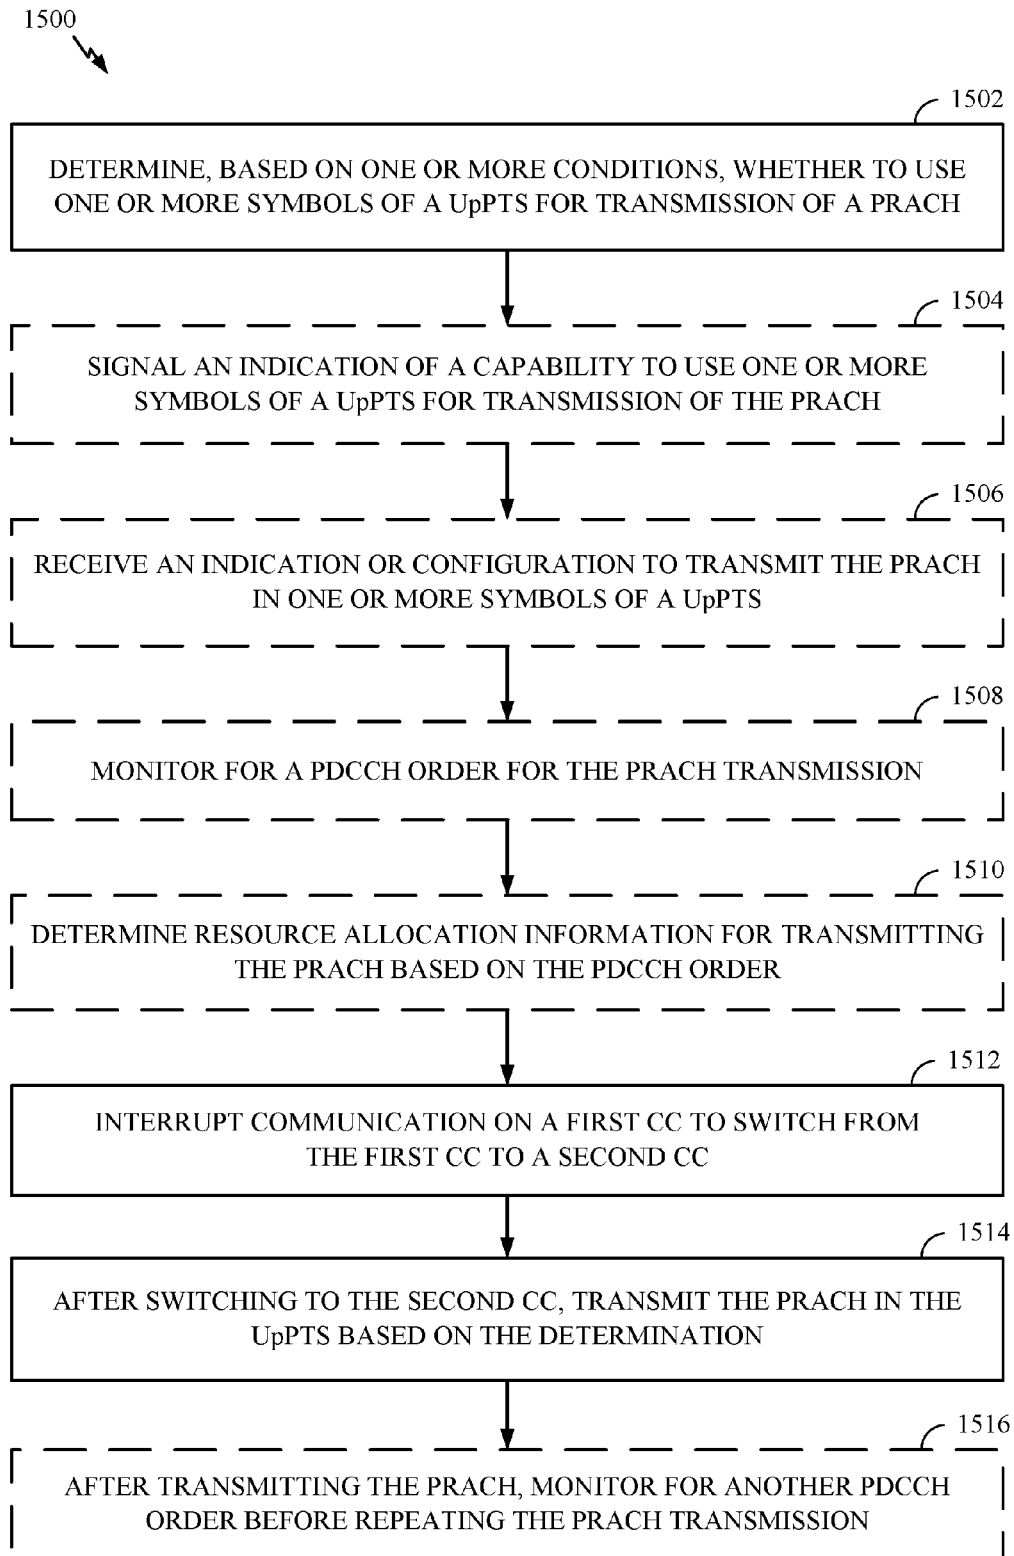 1500
1502
DETERMINE, BASED ON ONE OR MORE CONDITIONS, WHETHER TO USE
ONE OR MORE SYMBOLS OF A UpPTS FOR TRANSMISSION OF A PRACH
1504
SIGNAL AN INDICATION OF A CAPABILITY TO USE ONE OR MORE
SYMBOLS OF A UpPTS FOR TRANSMISSION OF THE PRACH
1506
RECEIVE AN INDICATION OR CONFIGURATION TO TRANSMIT THE PRACH
IN ONE OR MORE SYMBOLS OF A UpPTS
1508
MONITOR FOR A PDCCH ORDER FOR THE PRACH TRANSMISSION
1510
DETERMINE RESOURCE ALLOCATION INFORMATION FOR TRANSMITTING
THE PRACH BASED ON THE PDCCH ORDER
1512
INTERRUPT COMMUNICATION ON A FIRST CC TO SWITCH FROM
THE FIRST CC TO A SECOND CC
1514
AFTER SWITCHING TO THE SECOND CC, TRANSMIT THE PRACH IN THE
UpPTS BASED ON THE DETERMINATION
1516
AFTER TRANSMITTING THE PRACH, MONITOR FOR ANOTHER PDCCH
ORDER BEFORE REPEATING THE PRACH TRANSMISSION